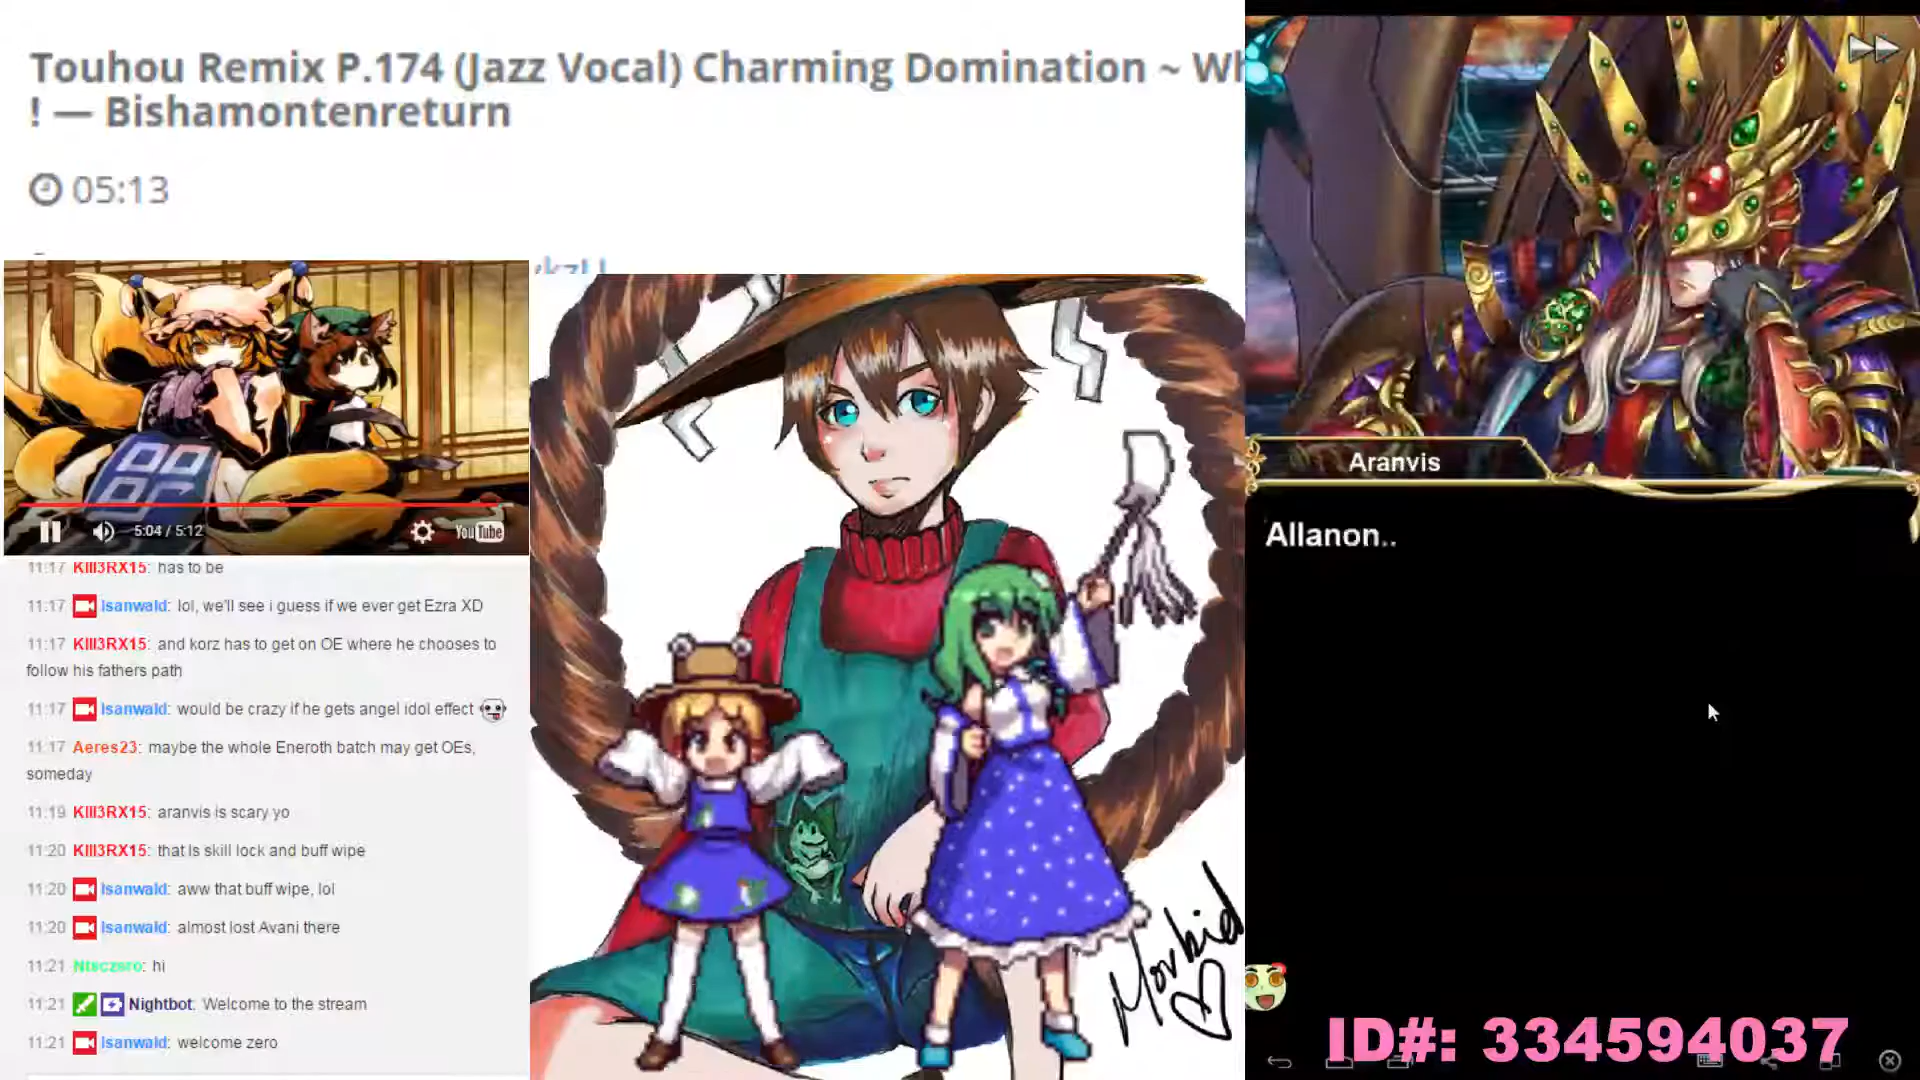 Touhou Remix P.174 (Jazz Vocal) Charming Domination ~ Wh
! — Bishamontenreturn
05:13
5:04 / 5:12
YouTube
11:17 KIll3RX15: has to be
11:17 Isanwald: lol, we'll see i guess if we ever get Ezra XD
11:17 KIll3RX15: and korz has to get on OE where he chooses to
follow his fathers path
11:17 Isanwald: would be crazy if he gets angel idol effect
11:17 Aeres23: maybe the whole Eneroth batch may get OEs,
someday
11:19 KIll3RX15: aranvis is scary yo
11:20 KIll3RX15: that is skill lock and buff wipe
11:20 Isanwald: aww that buff wipe, lol
11:20 Isanwald: almost lost Avani there
11:21 Nteczero: hi
11:21 Nightbot: Welcome to the stream
11:21 Isanwald: welcome zero
Morbid
Aranvis
Allanon..
ID#: 334594037